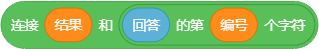 连接 结果 和 回答 的第 编号 个字符